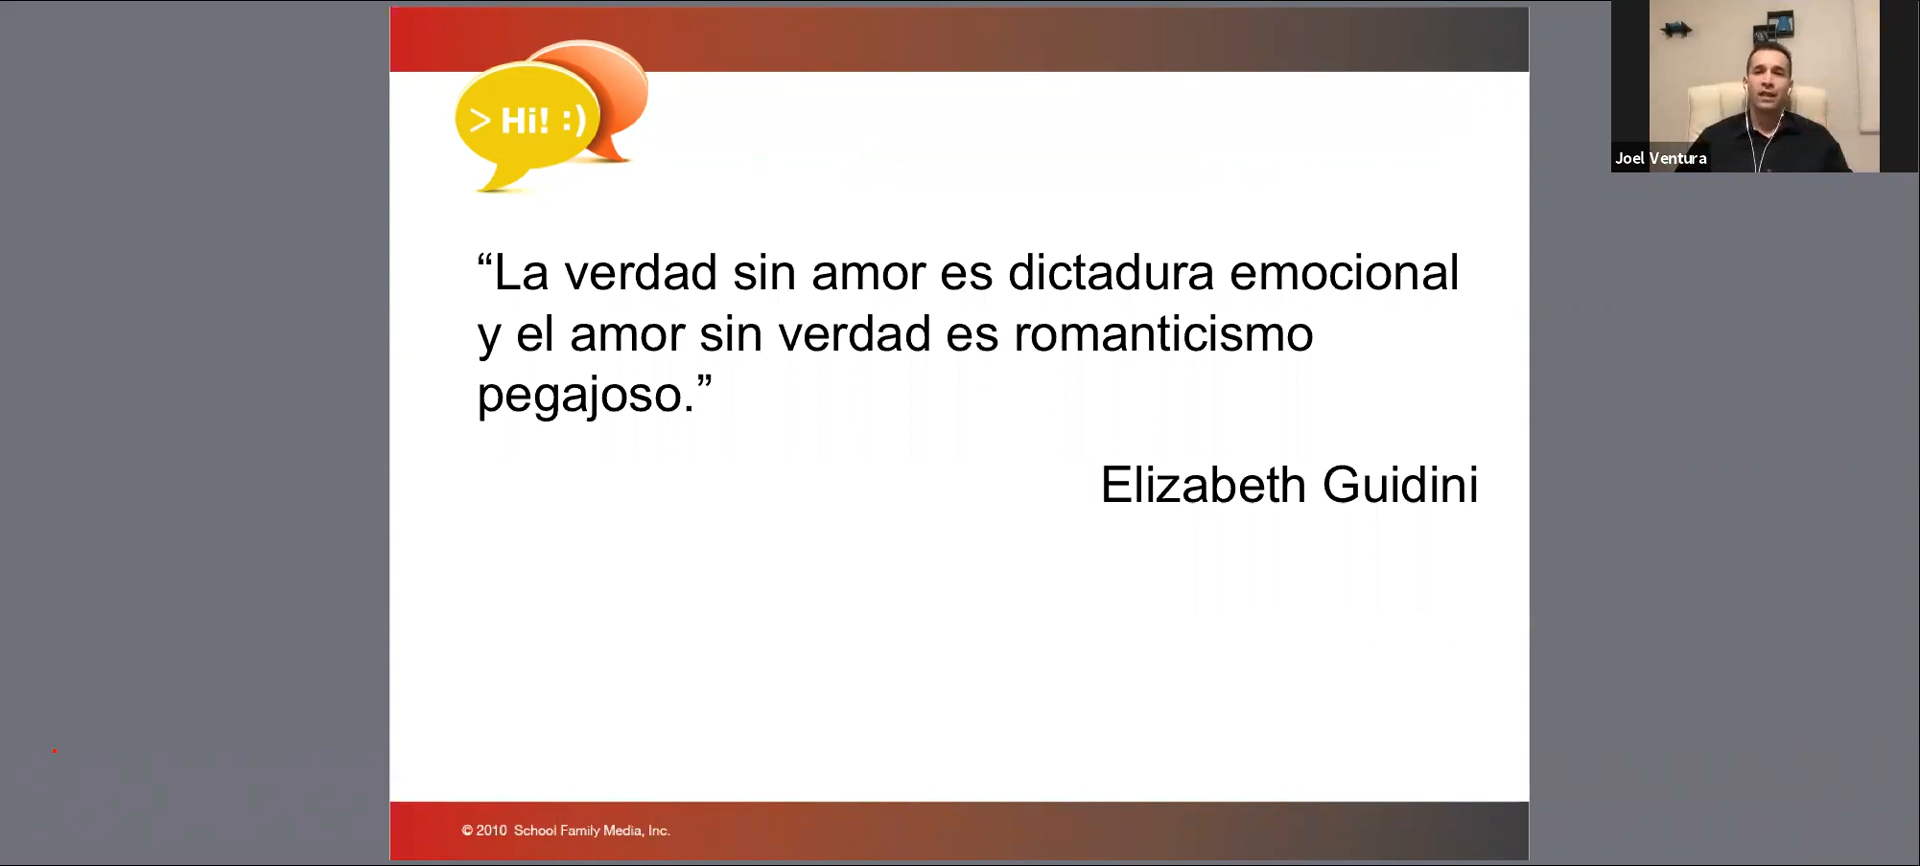 > Hi! :)
Joel Ventura
“La verdad sin amor es dictadura emocional
y el amor sin verdad es romanticismo
pegajoso.”
Elizabeth Guidini
© 2010 School Family Media, Inc.